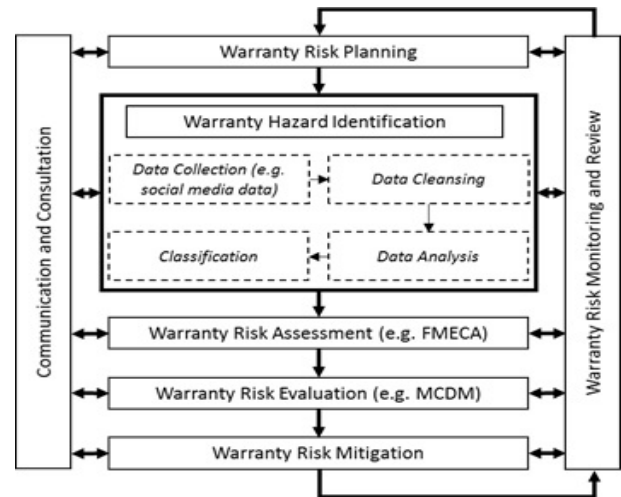 Communication and Consultation
Warranty Risk Planning
Warranty Hazard Identification
Data Collection (e.g.
social media data)
Data Cleansing
Classification
Data Analysis
Warranty Risk Assessment (e.g. FMECA)
Warranty Risk Evaluation (e.g. MCDM)
Warranty Risk Mitigation
Warranty Risk Monitoring and Review